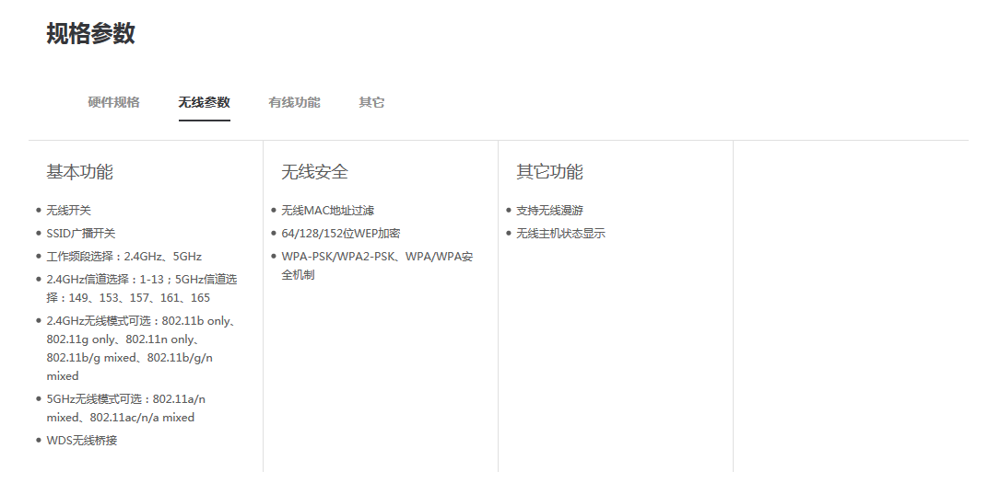 规格参数
硬件规格
无线参数
有线功能
其它
基本功能
无线开关
SSID广播开关
工作频段选择：2.4GHz、5GHz
2.4GHz信道选择：1-13；5GHz信道选
择：149、153、157、161、165
2.4GHz无线模式可选：802.11b only、
802.11g only、802.11n only、
802.11b/g mixed、802.11b/g/n
mixed
5GHz无线模式可选：802.11a/n
mixed、802.11ac/n/a mixed
WDS无线桥接
无线安全
无线MAC地址过滤
64/128/152位WEP加密
WPA-PSK/WPA2-PSK、WPA/WPA安
全机制
其它功能
支持无线漫游
无线主机状态显示